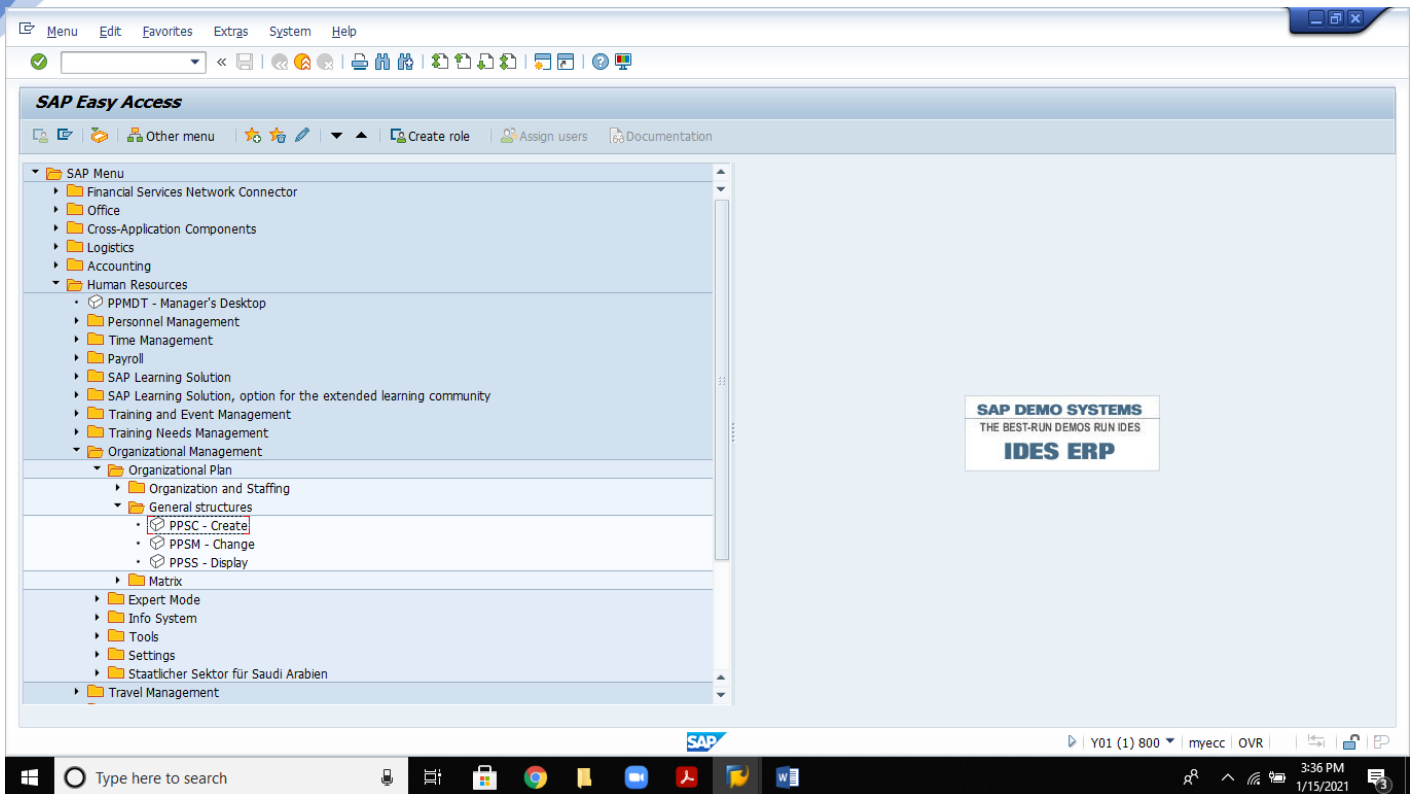 Menu Edit Favorites Extras System Help
SAP Easy Access
Other menu Create role Assign users Documentation
SAP Menu
Financial Services Network Connector
Office
Cross-Application Components
Logistics
Accounting
Human Resources
PPMDT - Manager's Desktop
Personnel Management
Time Management
Payroll
SAP Learning Solution
SAP Learning Solution, option for the extended learning community
Training and Event Management
Training Needs Management
Organizational Management
Organizational Plan
Organization and Staffing
General structures
PPSC - Create
PPSM - Change
PPSS - Display
Matrix
Expert Mode
Info System
Tools
Settings
Staatlicher Sektor für Saudi Arabien
Travel Management
SAP DEMO SYSTEMS
THE BEST-RUN DEMOS RUN IDES
IDES ERP
SAP
Y01 (1) 800 myecc OVR
Type here to search
3:36 PM
1/15/2021
3